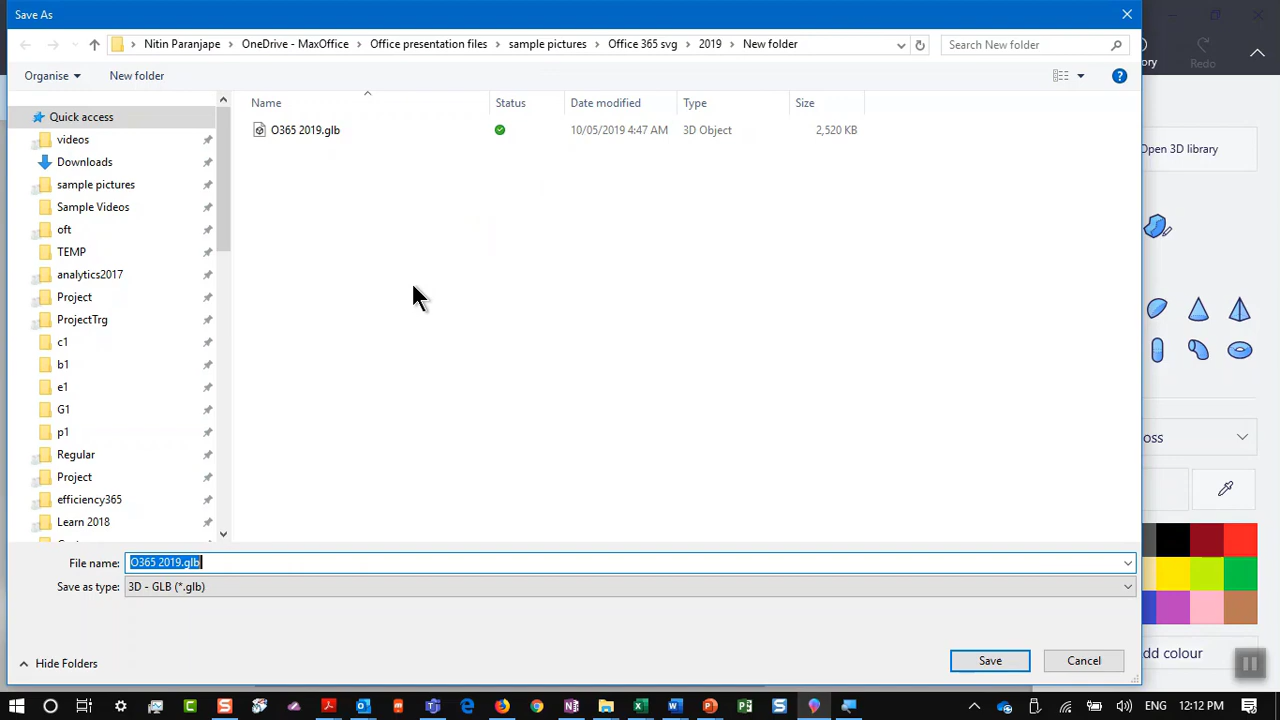 Save As
Nitin Paranjape
OneDrive - MaxOffice
Office presentation files
sample pictures
Office 365 svg
2019
New folder
Search New folder
ory
Redo
Organise
New folder
Name
Status
Date modified
Type
Size
O365 2019.glb
10/05/2019 4:47 AM
3D Object
2,520 KB
Quick access
videos
Downloads
sample pictures
Sample Videos
oft
TEMP
analytics2017
Project
ProjectTrg
c1
b1
e1
G1
p1
Regular
Project
efficiency365
Learn 2018
Open 3D library
oss
dd colour
File name:
O365 2019.glb
Save as type:
3D - GLB (*.glb)
Hide Folders
Save
Cancel
12:12 PM